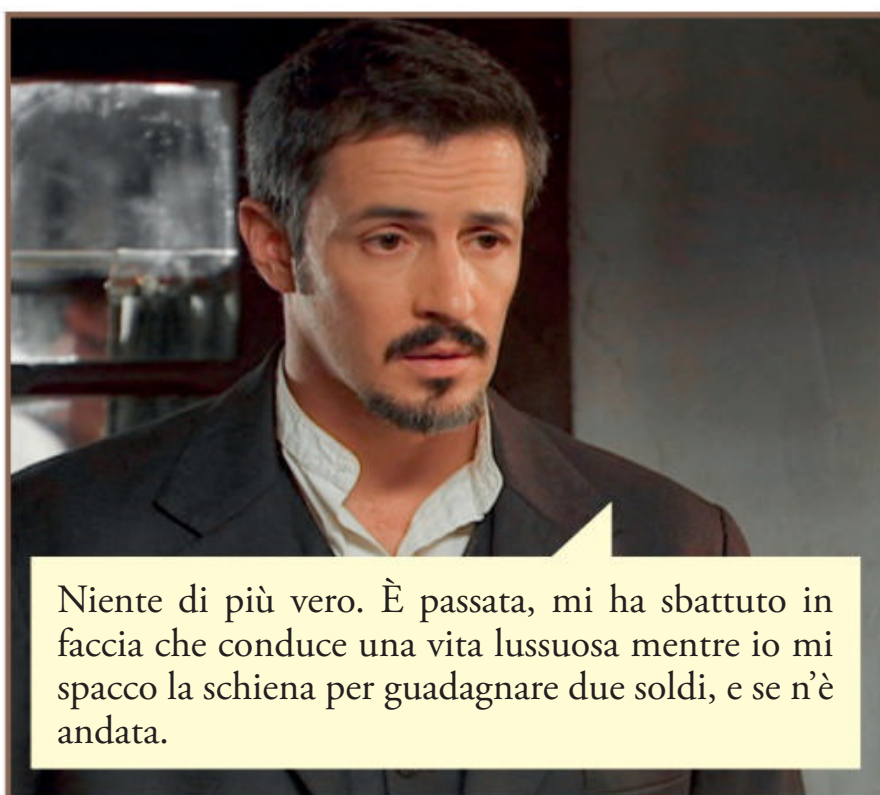 Niente di più vero. È passata, mi ha sbattuto in
faccia che conduce una vita lussuosa mentre io mi
spacco la schiena per guadagnare due soldi, e se n'è
andata.